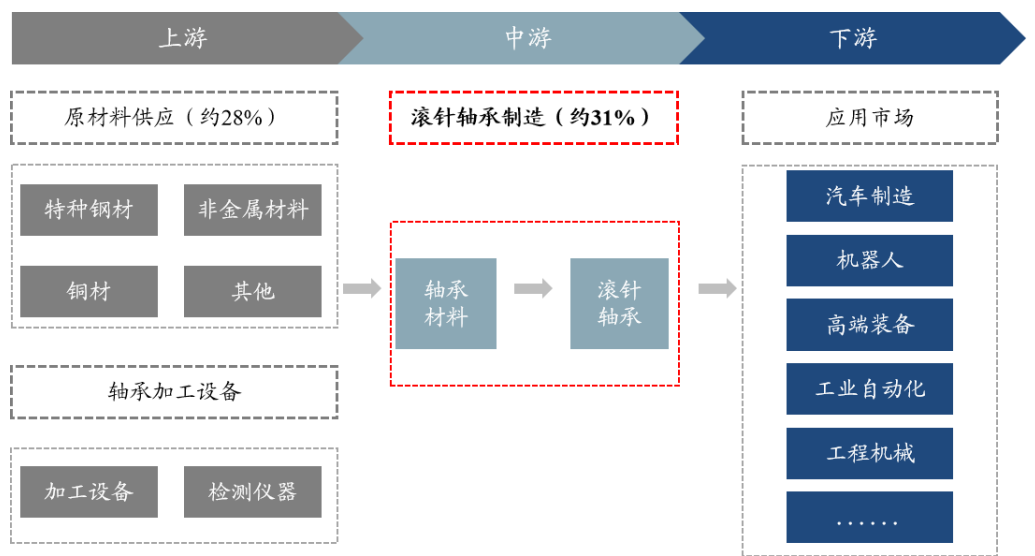 上游
中游
下游
原材料供应（约28%）
滚针轴承制造（约31%）
应用市场
特种钢材
非金属材料
铜材
其他
轴承加工设备
加工设备
检测仪器
轴承
材料
滚针
轴承
汽车制造
机器人
高端装备
工业自动化
工程机械
......